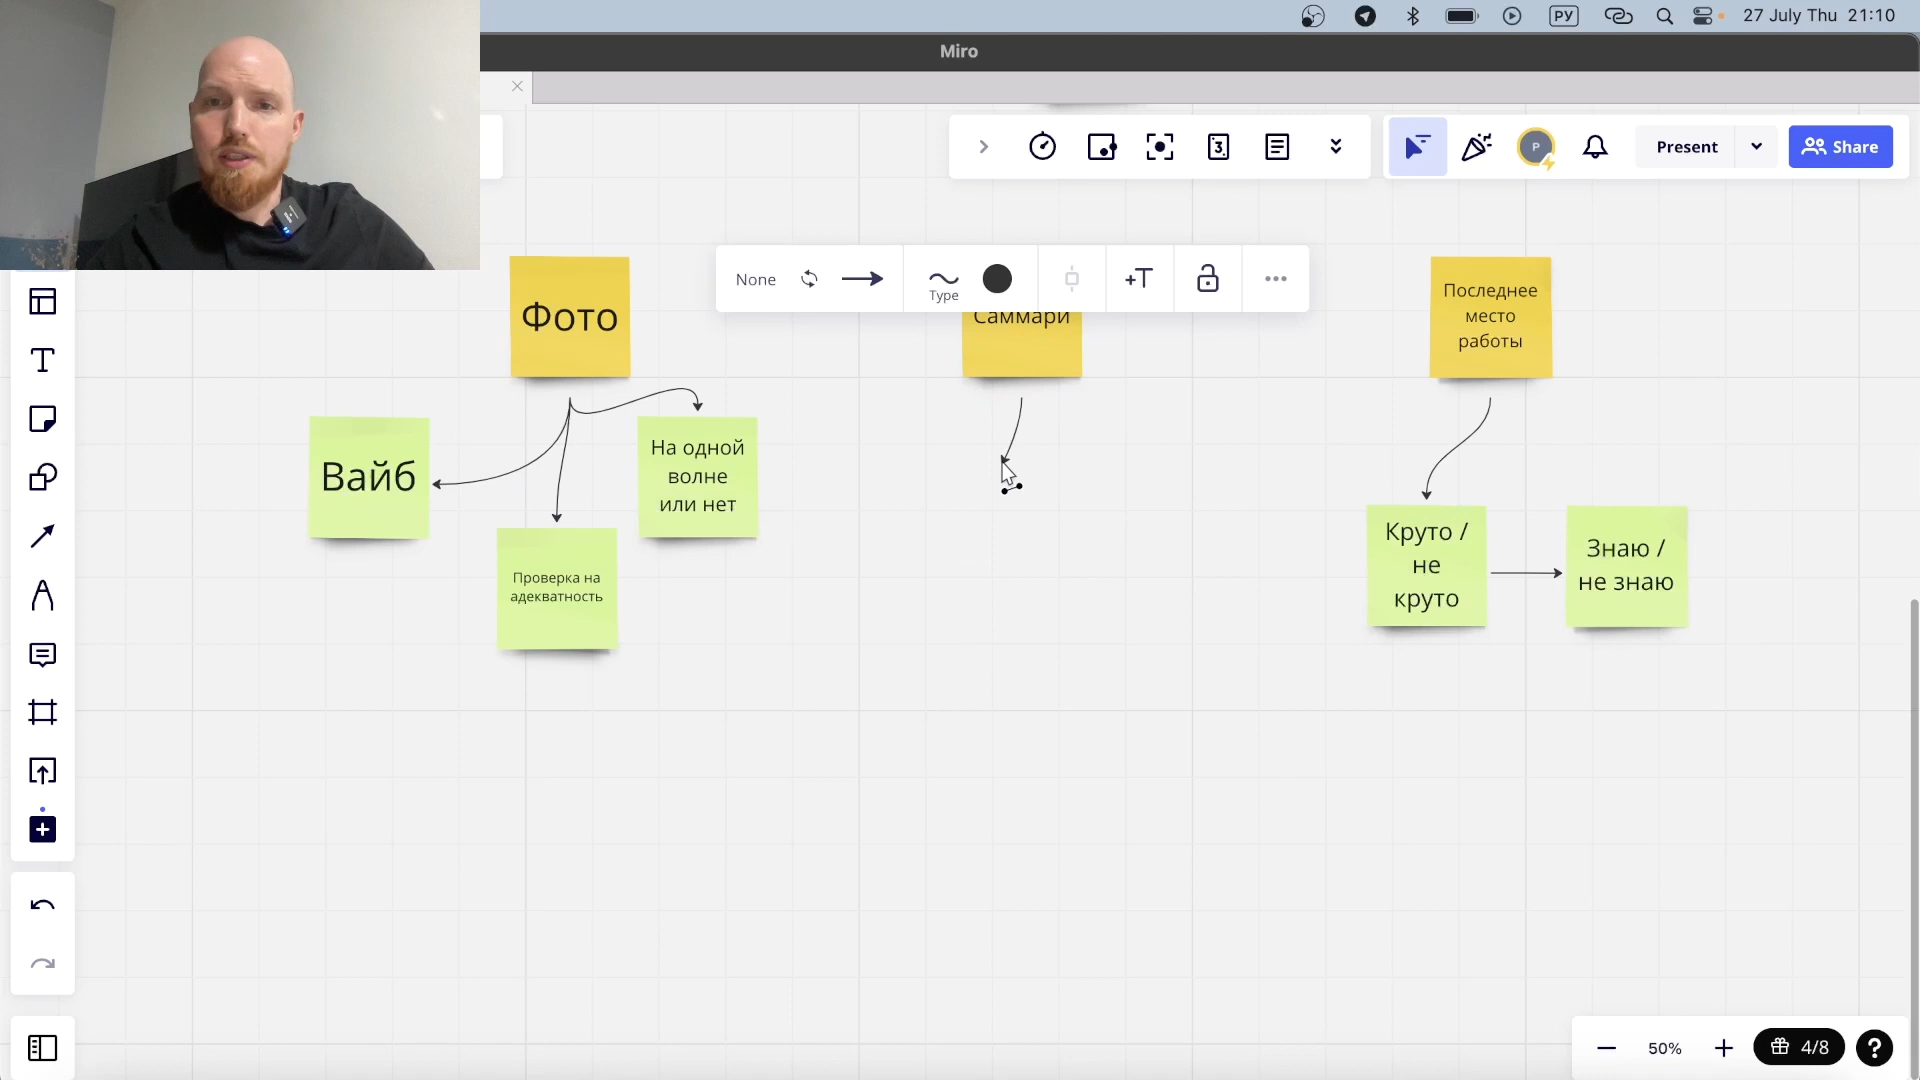 27 July Thu 21:10
РУ
Miro
3
P
Present
Share
None
Type
+T
Фото
Саммари
Последнее
место
работы
Вайб
На одной
волне
или нет
Проверка на
адекватность
Круто /
не
круто
Знаю /
не знаю
50%
4/8
?